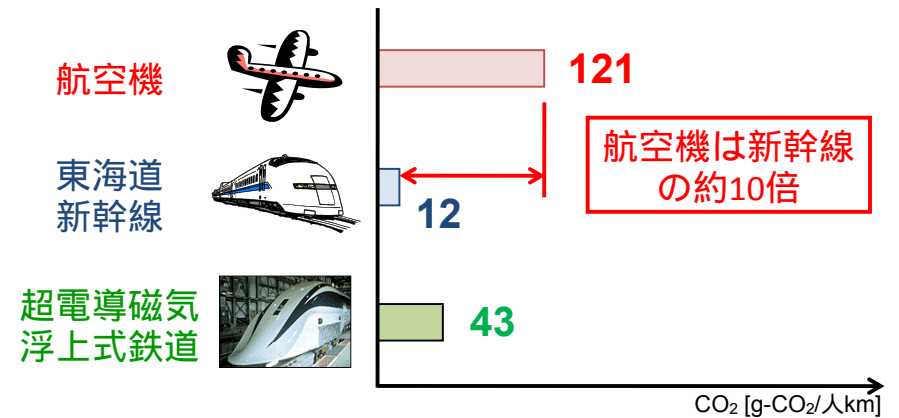 航空機
121
航空機は新幹線
の約10倍
東海道
新幹線
12
超電導磁気
浮上式鉄道
43
CO₂ [g-CO₂/人km]